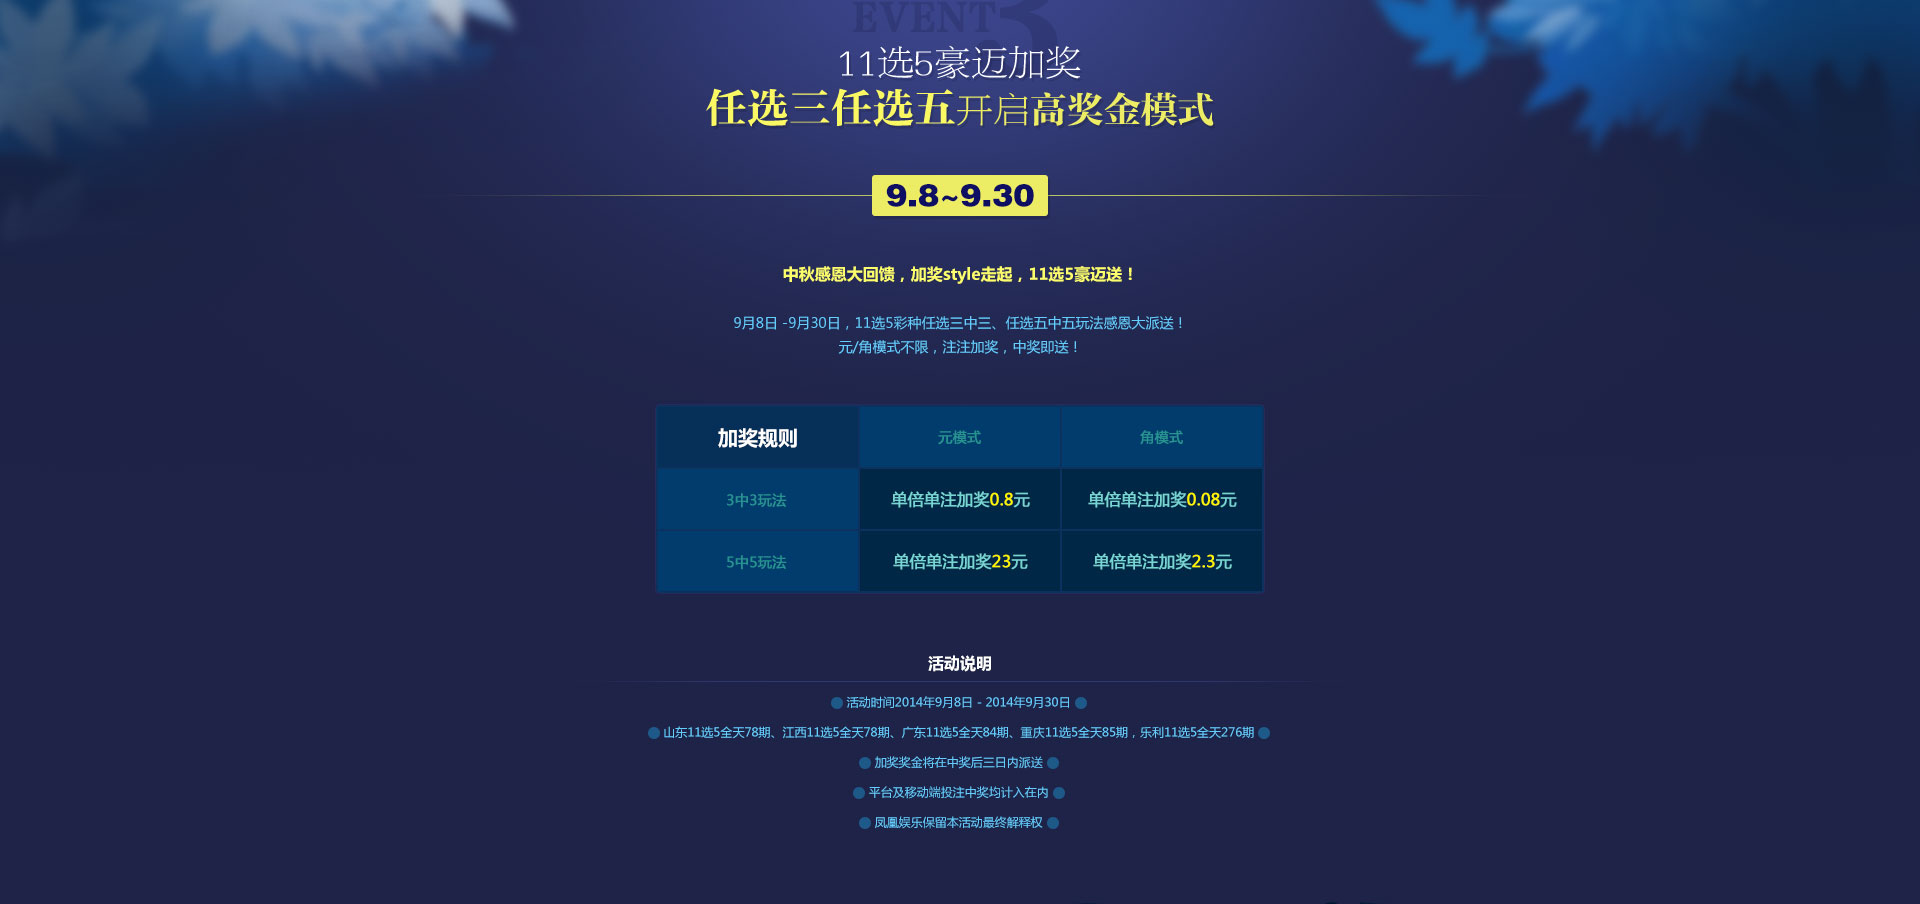 EVENT3
11选5豪迈加奖
任选三任选五开启高奖金模式
9.8~9.30
中秋感恩大回馈，加奖style走起，11选5豪迈送！
9月8日 -9月30日，11选5彩种任选三中三、任选五中五玩法感恩大派送！
元/角模式不限，注注加奖，中奖即送！
加奖规则 元模式 角模式
3中3玩法 单倍单注加奖0.8元 单倍单注加奖0.08元
5中5玩法 单倍单注加奖23元 单倍单注加奖2.3元
活动说明
活动时间2014年9月8日 - 2014年9月30日
山东11选5全天78期、江西11选5全天78期、广东11选5全天84期、重庆11选5全天85期，乐利11选5全天276期
加奖奖金将在中奖后三日内派送
平台及移动端投注中奖均计入在内
凤凰娱乐保留本活动最终解释权